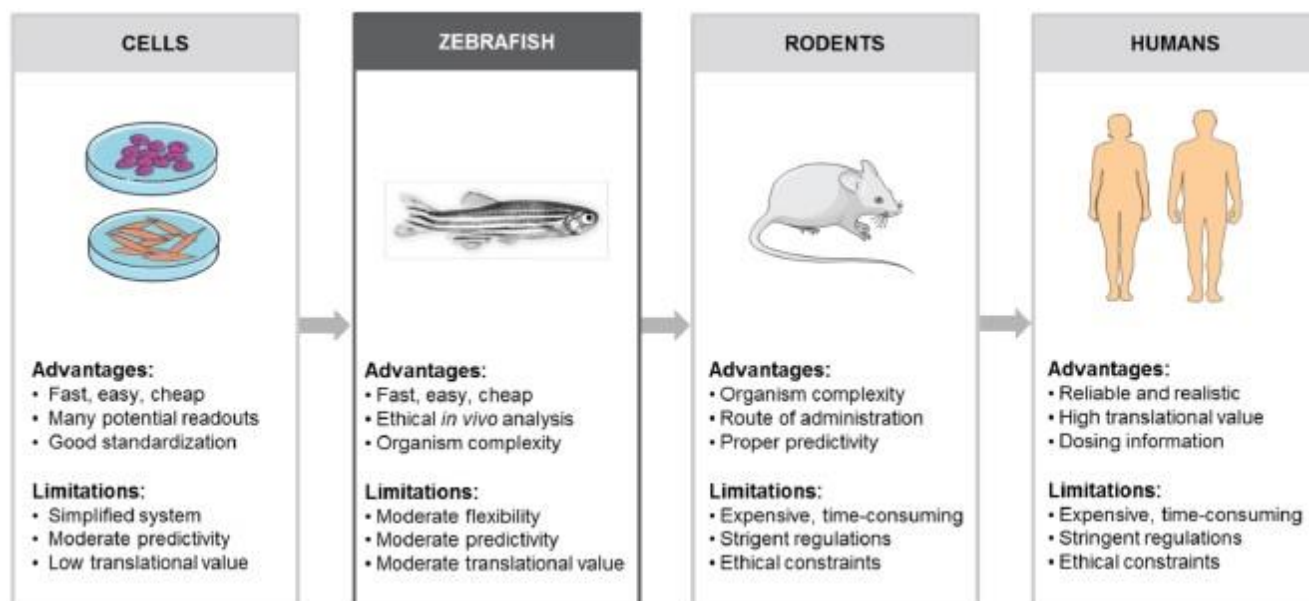 CELLS
Advantages:
• Fast, easy, cheap
• Many potential readouts
• Good standardization
Limitations:
• Simplified system
• Moderate predictivity
• Low translational value
ZEBRAFISH
Advantages:
• Fast, easy, cheap
• Ethical in vivo analysis
• Organism complexity
Limitations:
• Moderate flexibility
• Moderate predictivity
• Moderate translational value
RODENTS
Advantages:
• Organism complexity
• Route of administration
• Proper predictivity
Limitations:
• Expensive, time-consuming
• Strigent regulations
• Ethical constraints
HUMANS
Advantages:
• Reliable and realistic
• High translational value
• Dosing information
Limitations:
• Expensive, time-consuming
• Stringent regulations
• Ethical constraints